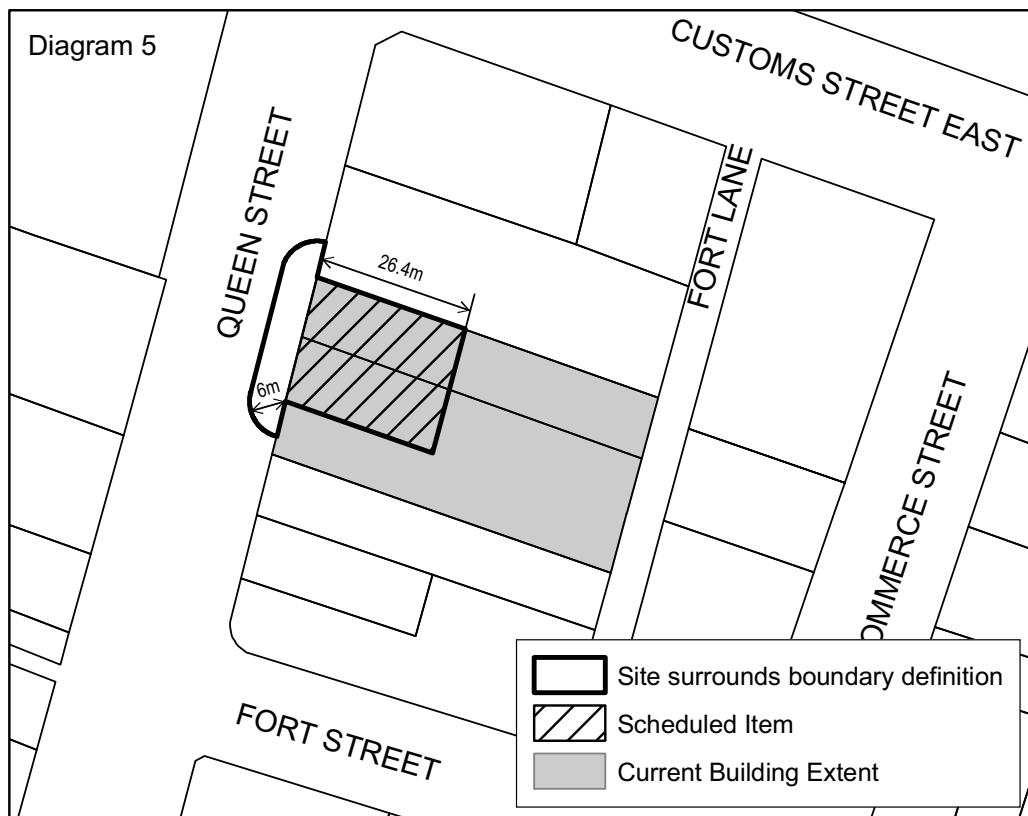 Diagram 5
CUSTOMS STREET EAST
QUEEN STREET
FORT LANE
26.4m
6m
OMMERCE STREET
FORT STREET
Site surrounds boundary definition
Scheduled Item
Current Building Extent